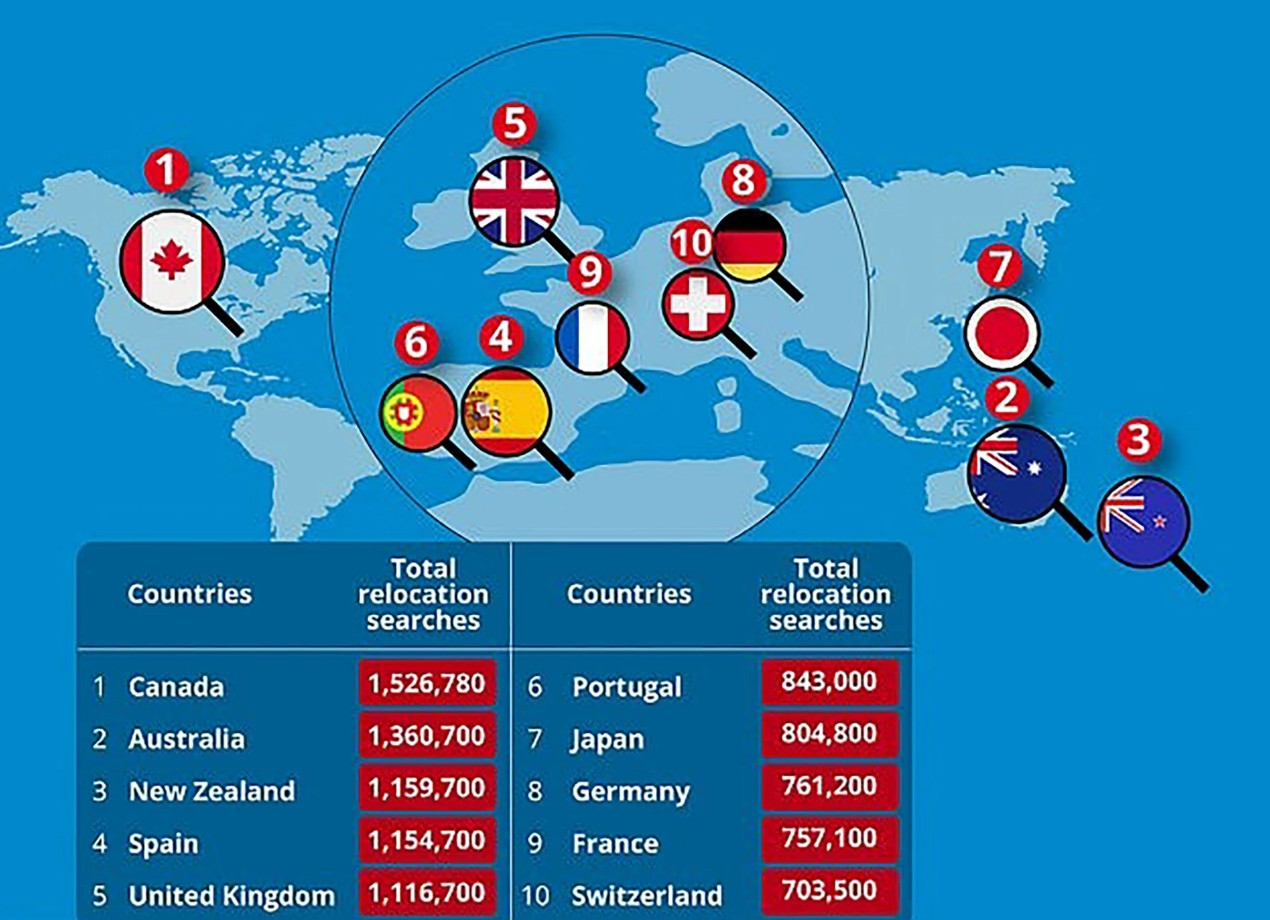 5
1
8
10
9
7
6
4
2
3
Countries
Total
relocation
searches
Countries
Total
relocation
searches
1 Canada 1,526,780
6 Portugal 843,000
2 Australia 1,360,700
7 Japan 804,800
3 New Zealand 1,159,700
8 Germany 761,200
4 Spain 1,154,700
9 France 757,100
5 United Kingdom 1,116,700
10 Switzerland 703,500